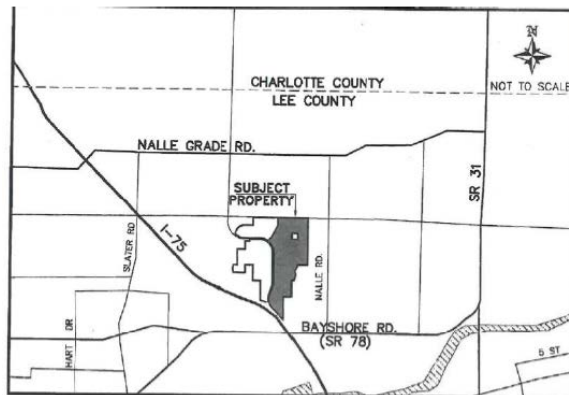 N
NOT TO SCALE
CHARLOTTE COUNTY
LEE COUNTY
NALLE GRADE RD.
SR 31
SUBJECT
PROPERTY
SLATER RD
I-75
NALLE RD.
BAYSHORE RD.
(SR 78)
HART DR
5 ST